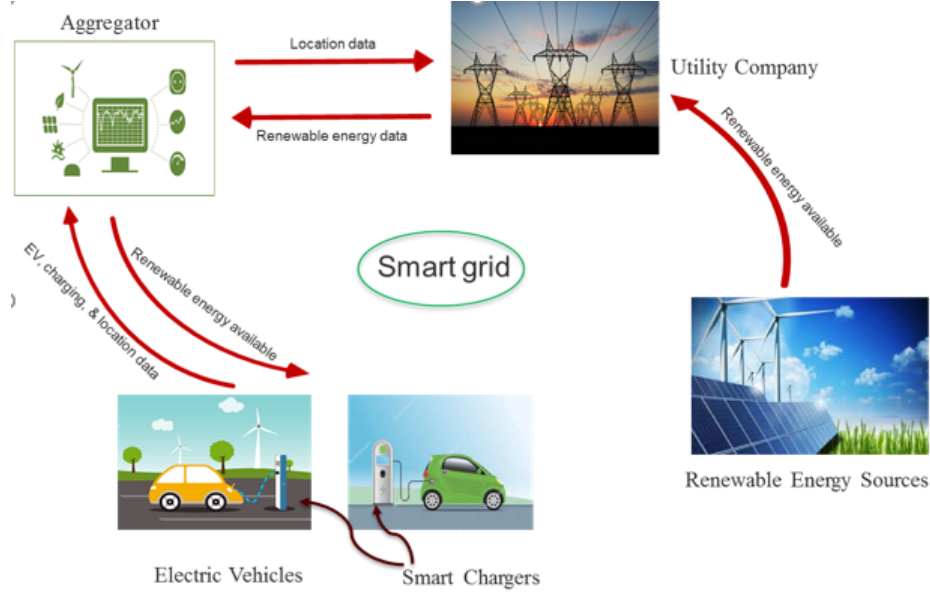 Aggregator
Location data
Utility Company
Renewable energy data
Renewable energy available
Smart grid
EV, charging, & location data
Renewable energy available
Renewable Energy Sources
Electric Vehicles
Smart Chargers